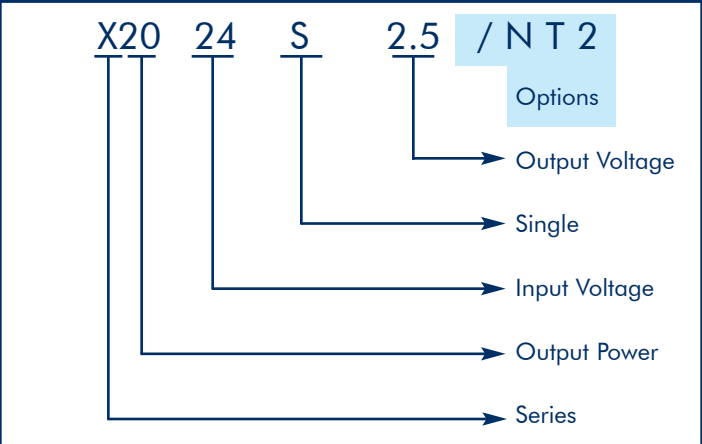 X20 24 S 2.5 / N T 2
Options
Output Voltage
Single
Input Voltage
Output Power
Series